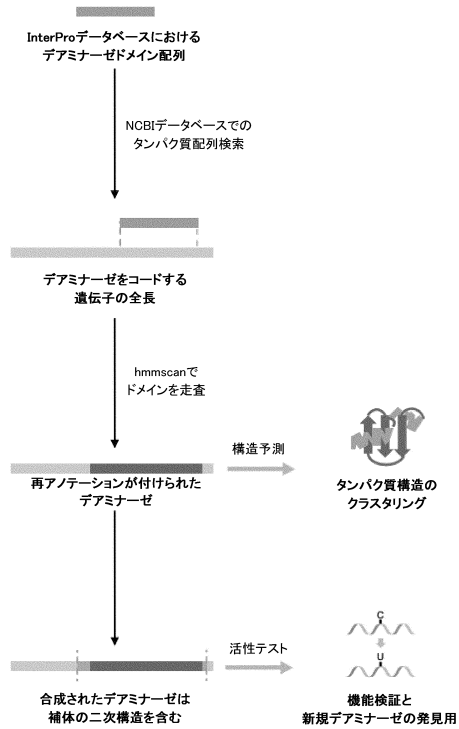 InterProデータベースにおける
デアミナーゼドメイン配列
NCBIデータベースでの
タンパク質配列検索
デアミナーゼをコードする
遺伝子の全長
hmmscanで
ドメインを走査
再アノテーションが付けられた
デアミナーゼ
構造予測
タンパク質構造の
クラスタリング
合成されたデアミナーゼは
補体の二次構造を含む
活性テスト
C
U
機能検証と
新規デアミナーゼの発見用